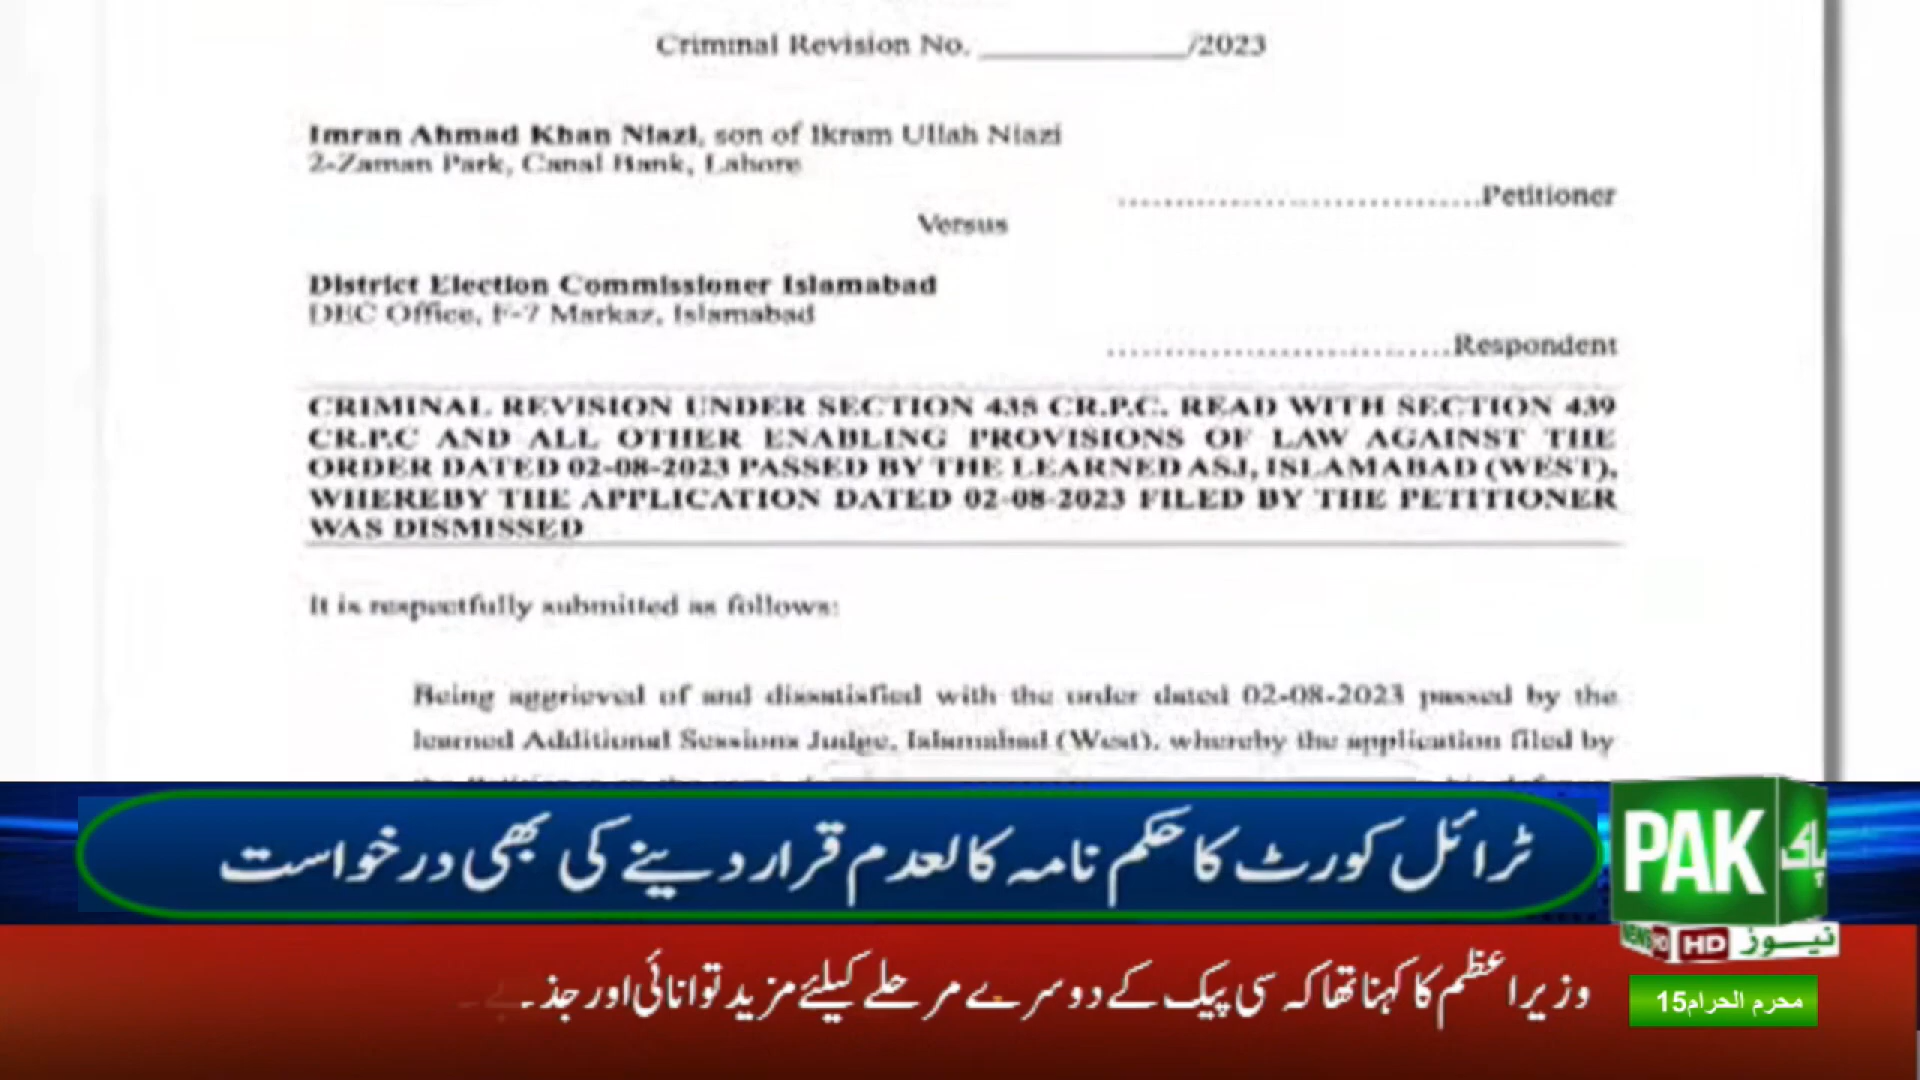 Criminal Revision No. ____________/2023
Imran Ahmad Khan Niazi, son of Ikram Ullah Niazi
2-Zaman Park, Canal Bank, Lahore
................................Petitioner
Versus
District Election Commissioner Islamabad
DEC Office, F-7 Markaz, Islamabad
................................Respondent
CRIMINAL REVISION UNDER SECTION 435 CR.P.C. READ WITH SECTION 439
CR.P.C AND ALL OTHER ENABLING PROVISIONS OF LAW AGAINST THE
ORDER DATED 02-08-2023 PASSED BY THE LEARNED ASJ, ISLAMABAD (WEST),
WHEREBY THE APPLICATION DATED 02-08-2023 FILED BY THE PETITIONER
WAS DISMISSED
It is respectfully submitted as follows:
Being aggrieved of and dissatisfied with the order dated 02-08-2023 passed by the
learned Additional Sessions Judge, Islamabad (West), whereby the application filed by
ٹرائل کورٹ کا حکم نامہ کالعدم قرار دینے کی بھی درخواست
PAK پاک
NEWS HD HD نیوز
وزیراعظم کا کہنا تھا کہ سی پیک کے دوسرے مرحلے کیلئے مزید توانائی اور
محرم الحرام15